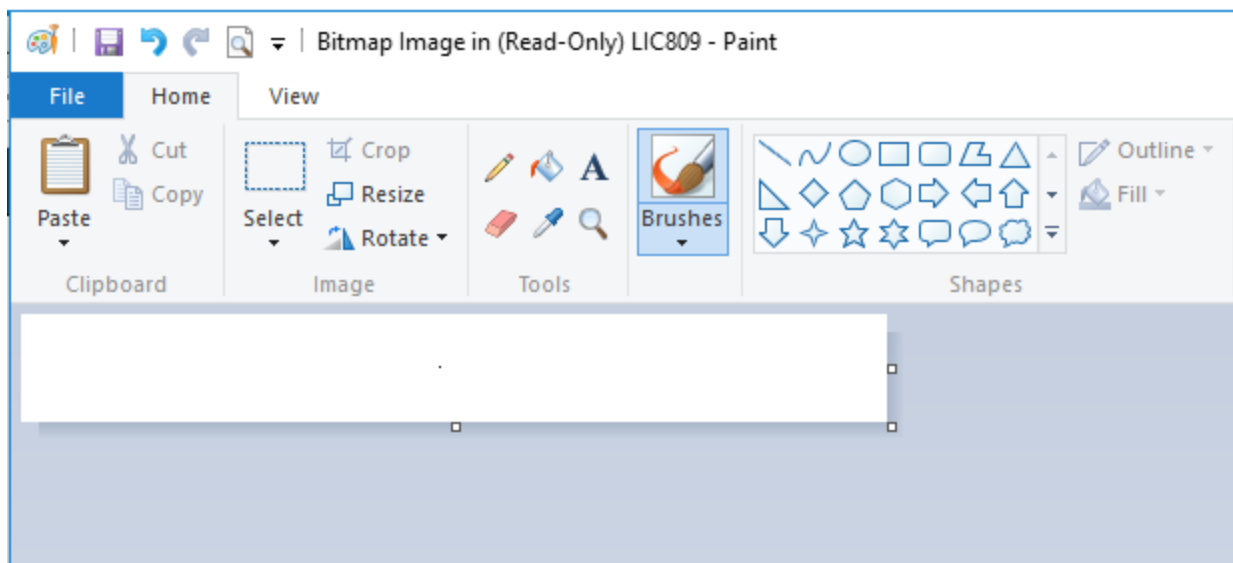 Bitmap Image in (Read-Only) LIC809 - Paint
File Home View
Paste
Cut
Copy
Clipboard
Select
Crop
Resize
Rotate
Image
A
Tools
Brushes
Outline
Fill
Shapes